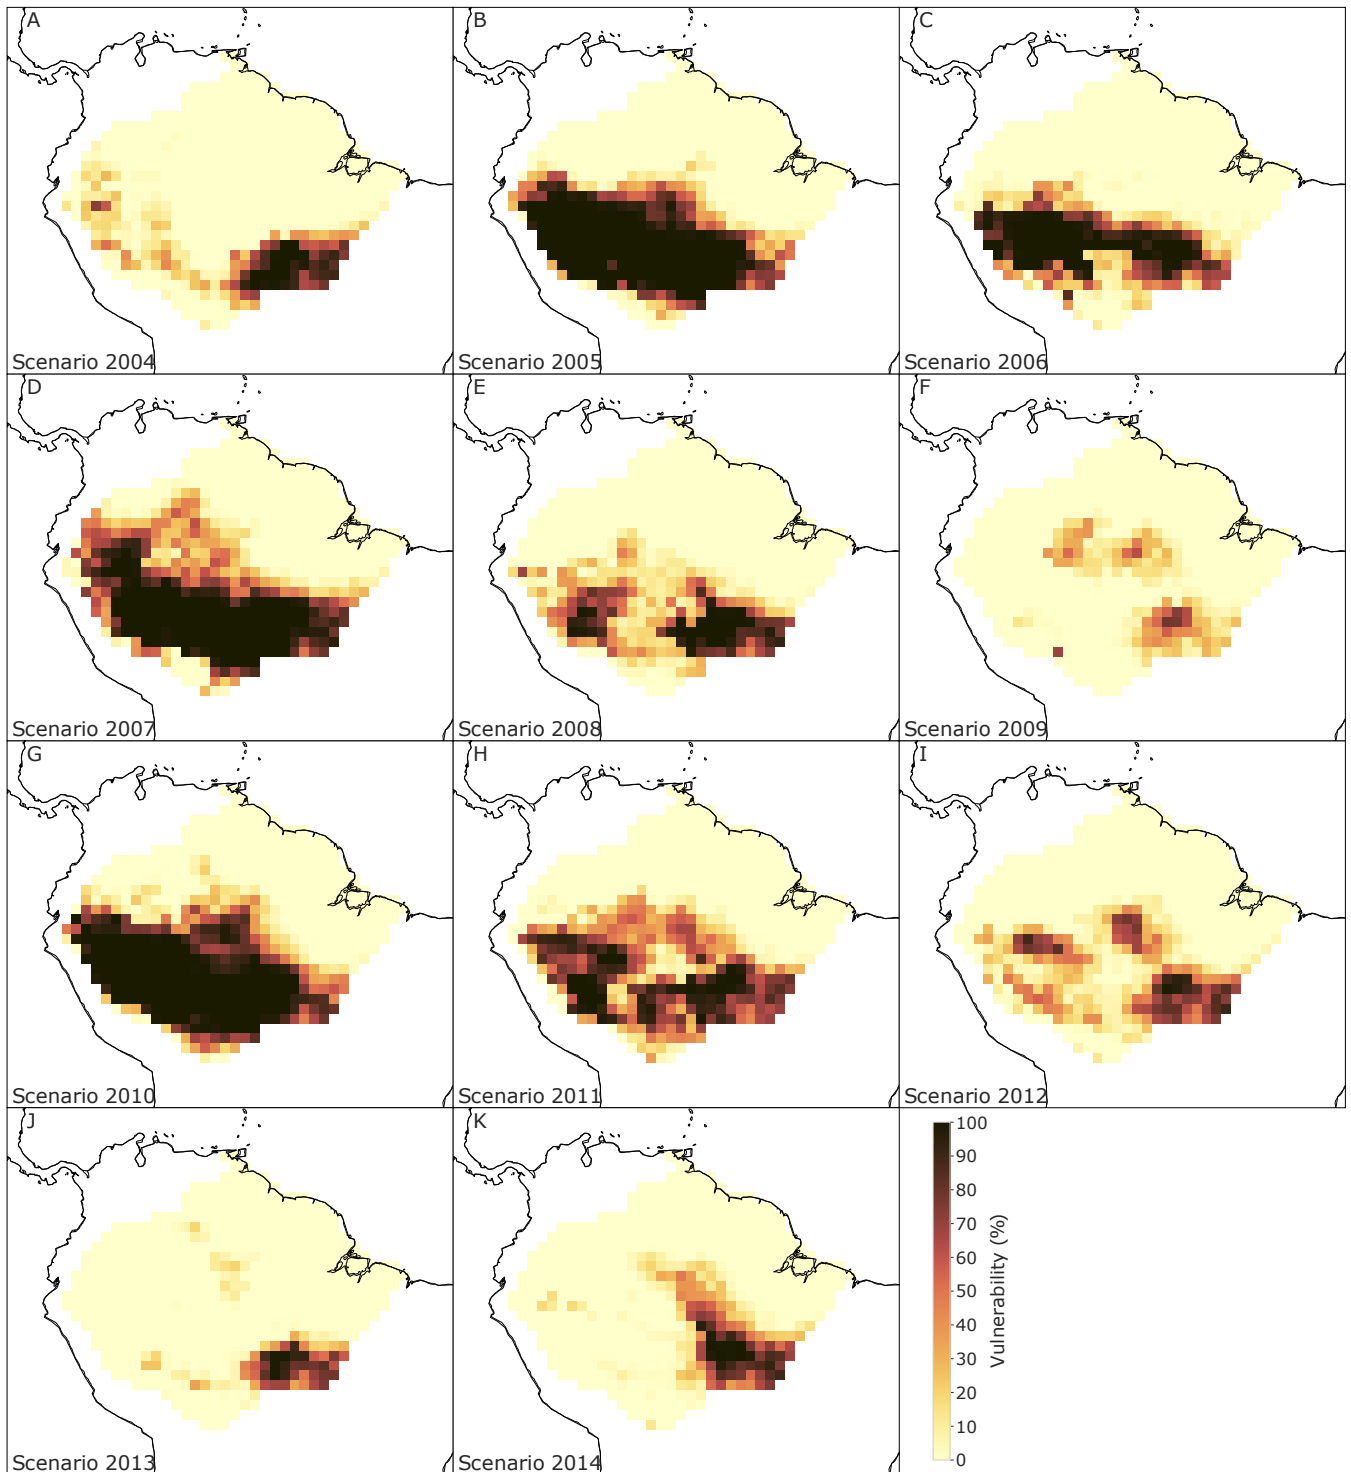 A
Scenario 2004
B
Scenario 2005
C
Scenario 2006
D
Scenario 2007
E
Scenario 2008
F
Scenario 2009
G
Scenario 2010
H
Scenario 2011
I
Scenario 2012
J
Scenario 2013
K
Scenario 2014
100
90
80
70
60
50
40
30
20
10
0
Vulnerability (%)